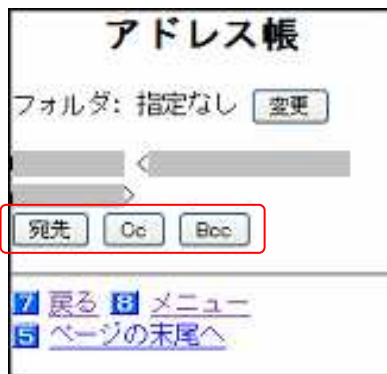 アドレス帳
フォルダ: 指定なし 変更
<
>
宛先 Cc Bcc
7 戻る 8 メニュー
5 ページの末尾へ